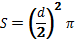 S = (d/2)² π